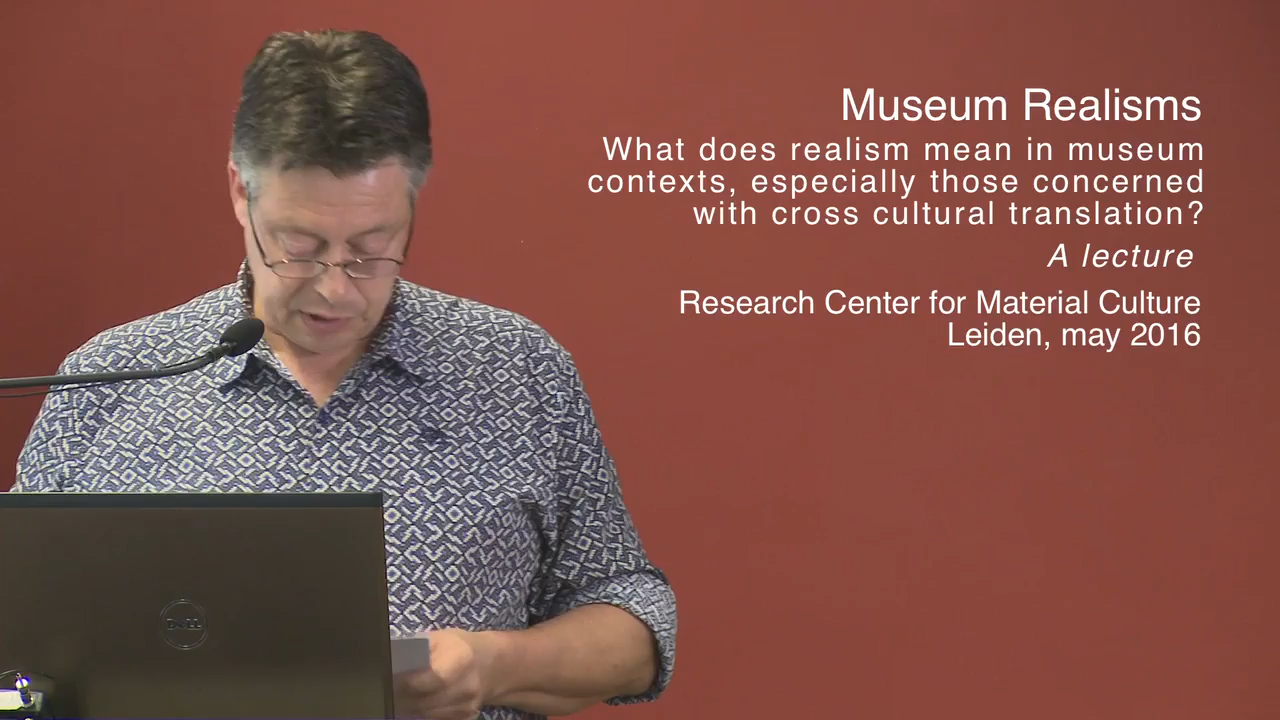 Museum Realisms
What does realism mean in museum
contexts, especially those concerned
with cross cultural translation?
A lecture
Research Center for Material Culture
Leiden, may 2016
DELL